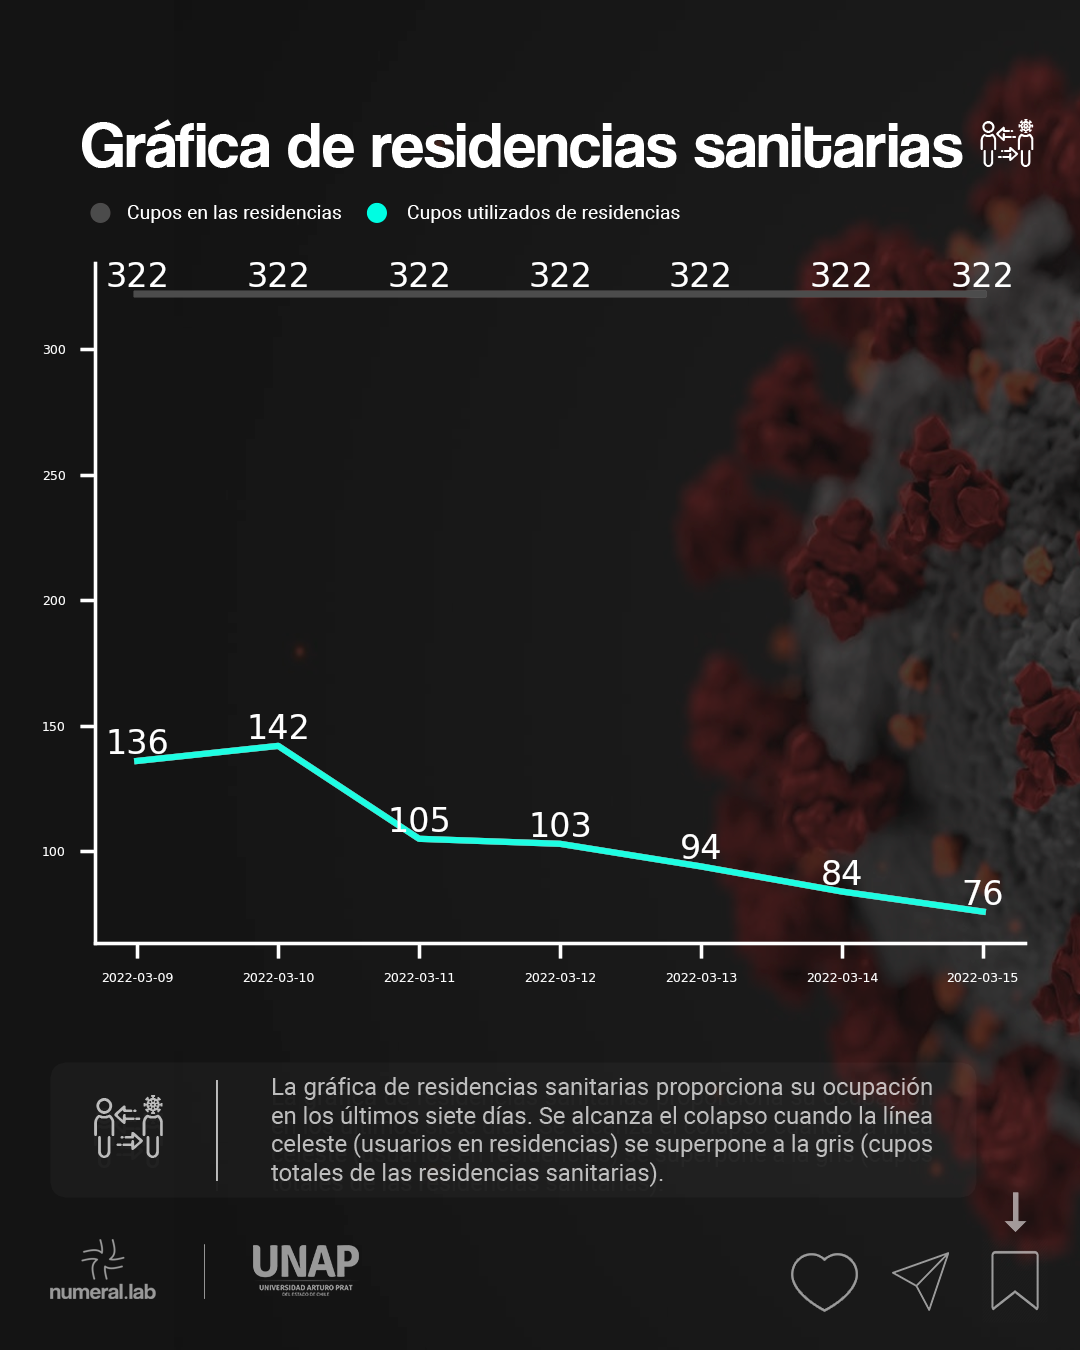 Gráfica de residencias sanitarias
Cupos en las residencias Cupos utilizados de residencias
322 322 322 322 322 322 322
300
250
200
150
100
136 142 105 103 94 84 76
2022-03-09 2022-03-10 2022-03-11 2022-03-12 2022-03-13 2022-03-14 2022-03-15
La gráfica de residencias sanitarias proporciona su ocupación
en los últimos siete días. Se alcanza el colapso cuando la línea
celeste (usuarios en residencias) se superpone a la gris (cupos
totales de las residencias sanitarias).
numeral.lab
UNAP
UNIVERSIDAD ARTURO PRAT
DEL ESTADO DE CHILE